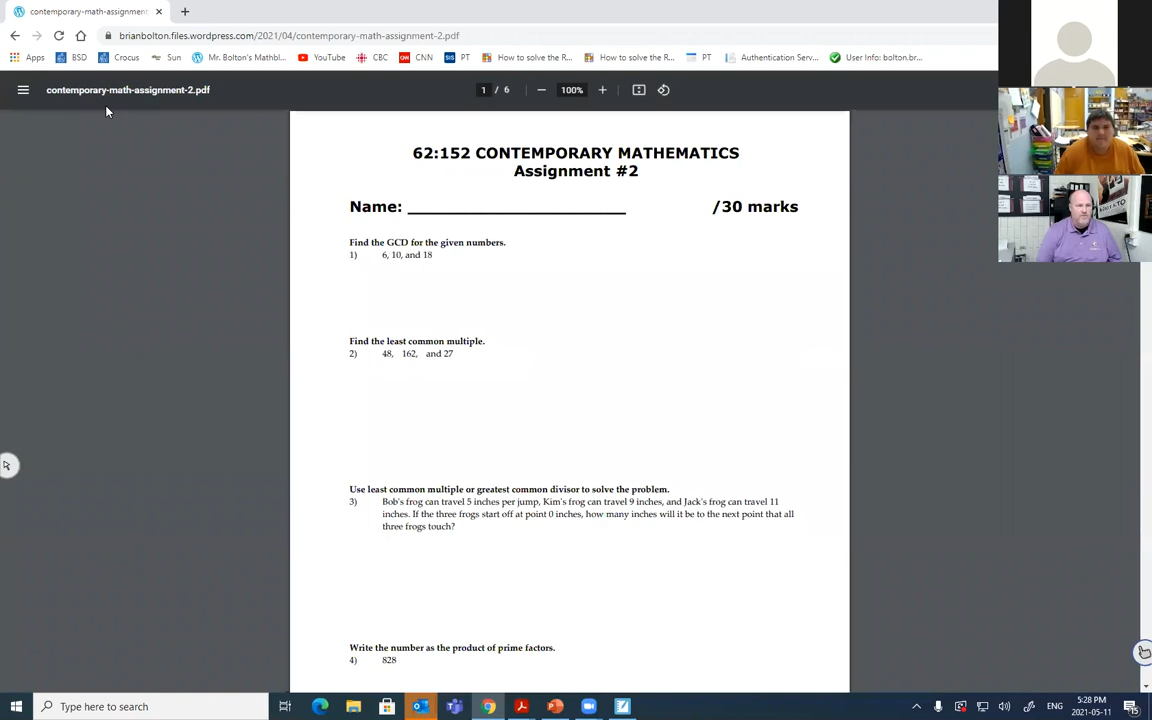 contemporary-math-assignment
brianbolton.files.wordpress.com/2021/04/contemporary-math-assignment-2.pdf
Apps BSD Crocus Sun Mr. Bolton's Mathbl... YouTube CBC CNN SIS PT How to solve the R... How to solve the R... PT Authentication Serv... User Info: bolton.br...
contemporary-math-assignment-2.pdf 1 / 6 100%
62:152 CONTEMPORARY MATHEMATICS
Assignment #2
Name: ____________________ /30 marks
Find the GCD for the given numbers.
1) 6, 10, and 18
Find the least common multiple.
2) 48, 162, and 27
Use least common multiple or greatest common divisor to solve the problem.
3) Bob's frog can travel 5 inches per jump, Kim's frog can travel 9 inches, and Jack's frog can travel 11
inches. If the three frogs start off at point 0 inches, how many inches will it be to the next point that all
three frogs touch?
Write the number as the product of prime factors.
4) 828
Type here to search
ENG
5:28 PM
2021-05-11
15